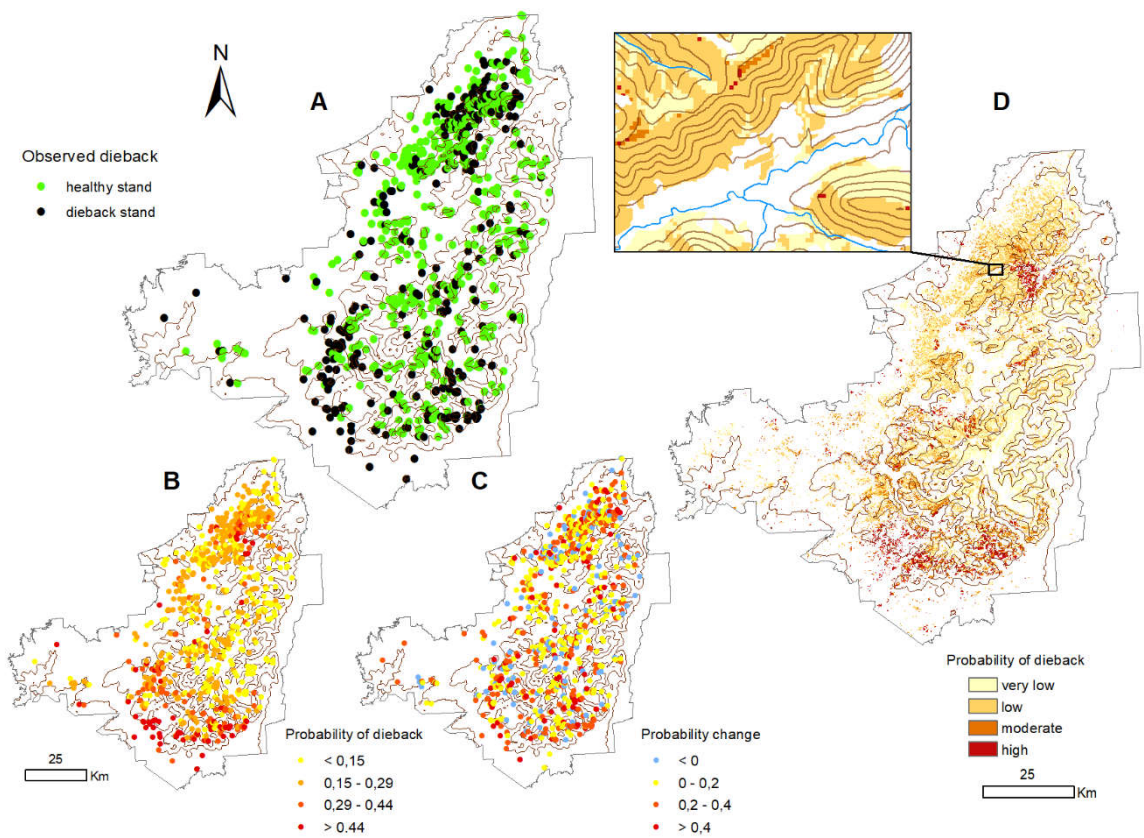 N
A
D
Observed dieback
healthy stand
dieback stand
B
C
Probability of dieback
< 0,15
0,15 - 0,29
0,29 - 0,44
> 0.44
25
Km
Probability change
< 0
0 - 0,2
0,2 - 0,4
> 0,4
Probability of dieback
very low
low
moderate
high
25
Km